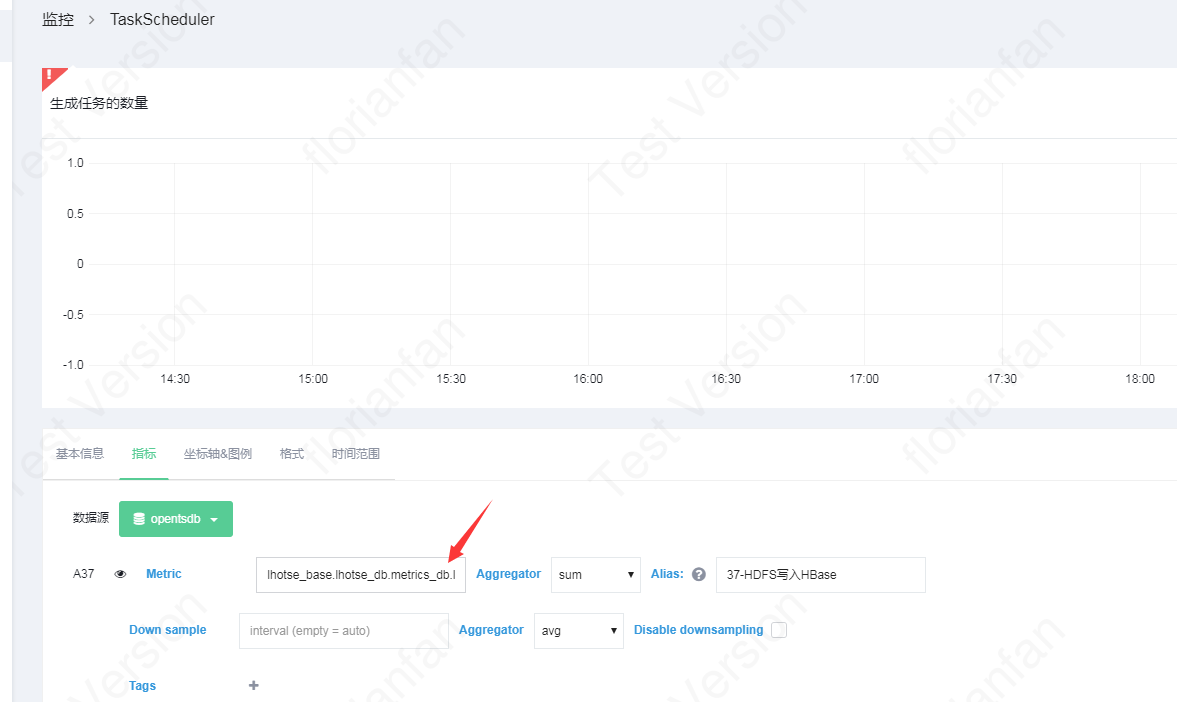 监控 > TaskScheduler
!
生成任务的数量
1.0
0.5
0
-0.5
-1.0
14:30 15:00 15:30 16:00 16:30 17:00 17:30 18:00
基本信息 指标 坐标轴&图例 格式 时间范围
数据源 opentsdb
A37 Metric lhotse_base.lhotse_db.metrics_db.l Aggregator sum Alias: ? 37-HDFS写入HBase
Down sample interval (empty = auto) Aggregator avg Disable downsampling
Tags +
Test Version florianfan Test Version florianfan
Test Version florianfan Test Version florianfan
Version florianfan Version florianfan